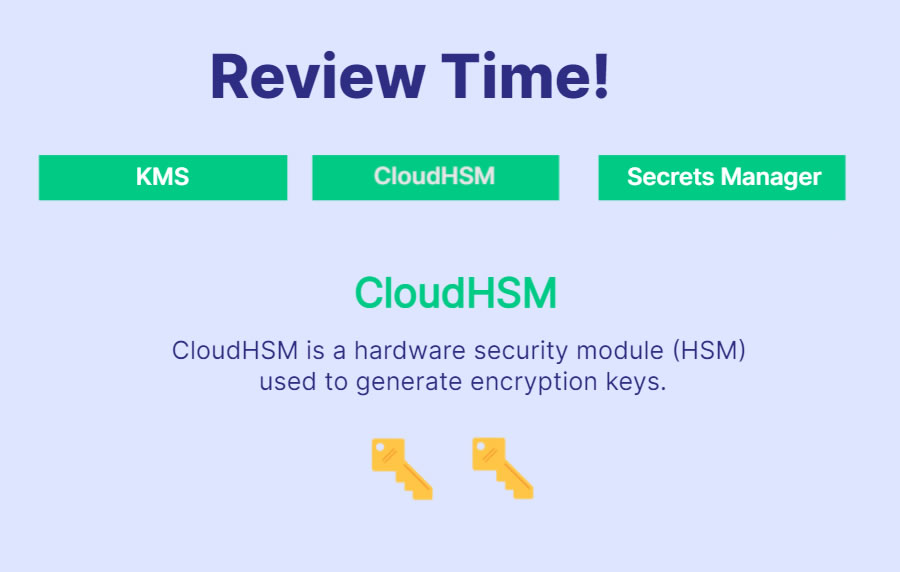 Review Time!
KMS
CloudHSM
Secrets Manager
CloudHSM
CloudHSM is a hardware security module (HSM)
used to generate encryption keys.